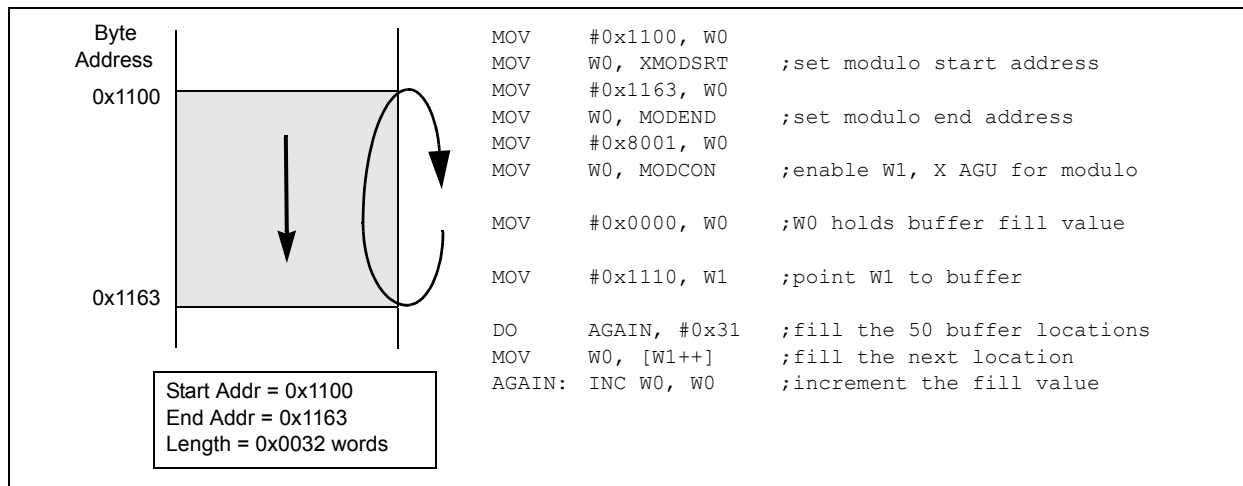 Byte
Address
0x1100
0x1163
Start Addr = 0x1100
End Addr = 0x1163
Length = 0x0032 words
MOV #0x1100, W0
MOV W0, XMODSRT ;set modulo start address
MOV #0x1163, W0
MOV W0, MODEND ;set modulo end address
MOV #0x8001, W0
MOV W0, MODCON ;enable W1, X AGU for modulo
MOV #0x0000, W0 ;W0 holds buffer fill value
MOV #0x1110, W1 ;point W1 to buffer
DO AGAIN, #0x31 ;fill the 50 buffer locations
MOV W0, [W1++] ;fill the next location
AGAIN: INC W0, W0 ;increment the fill value